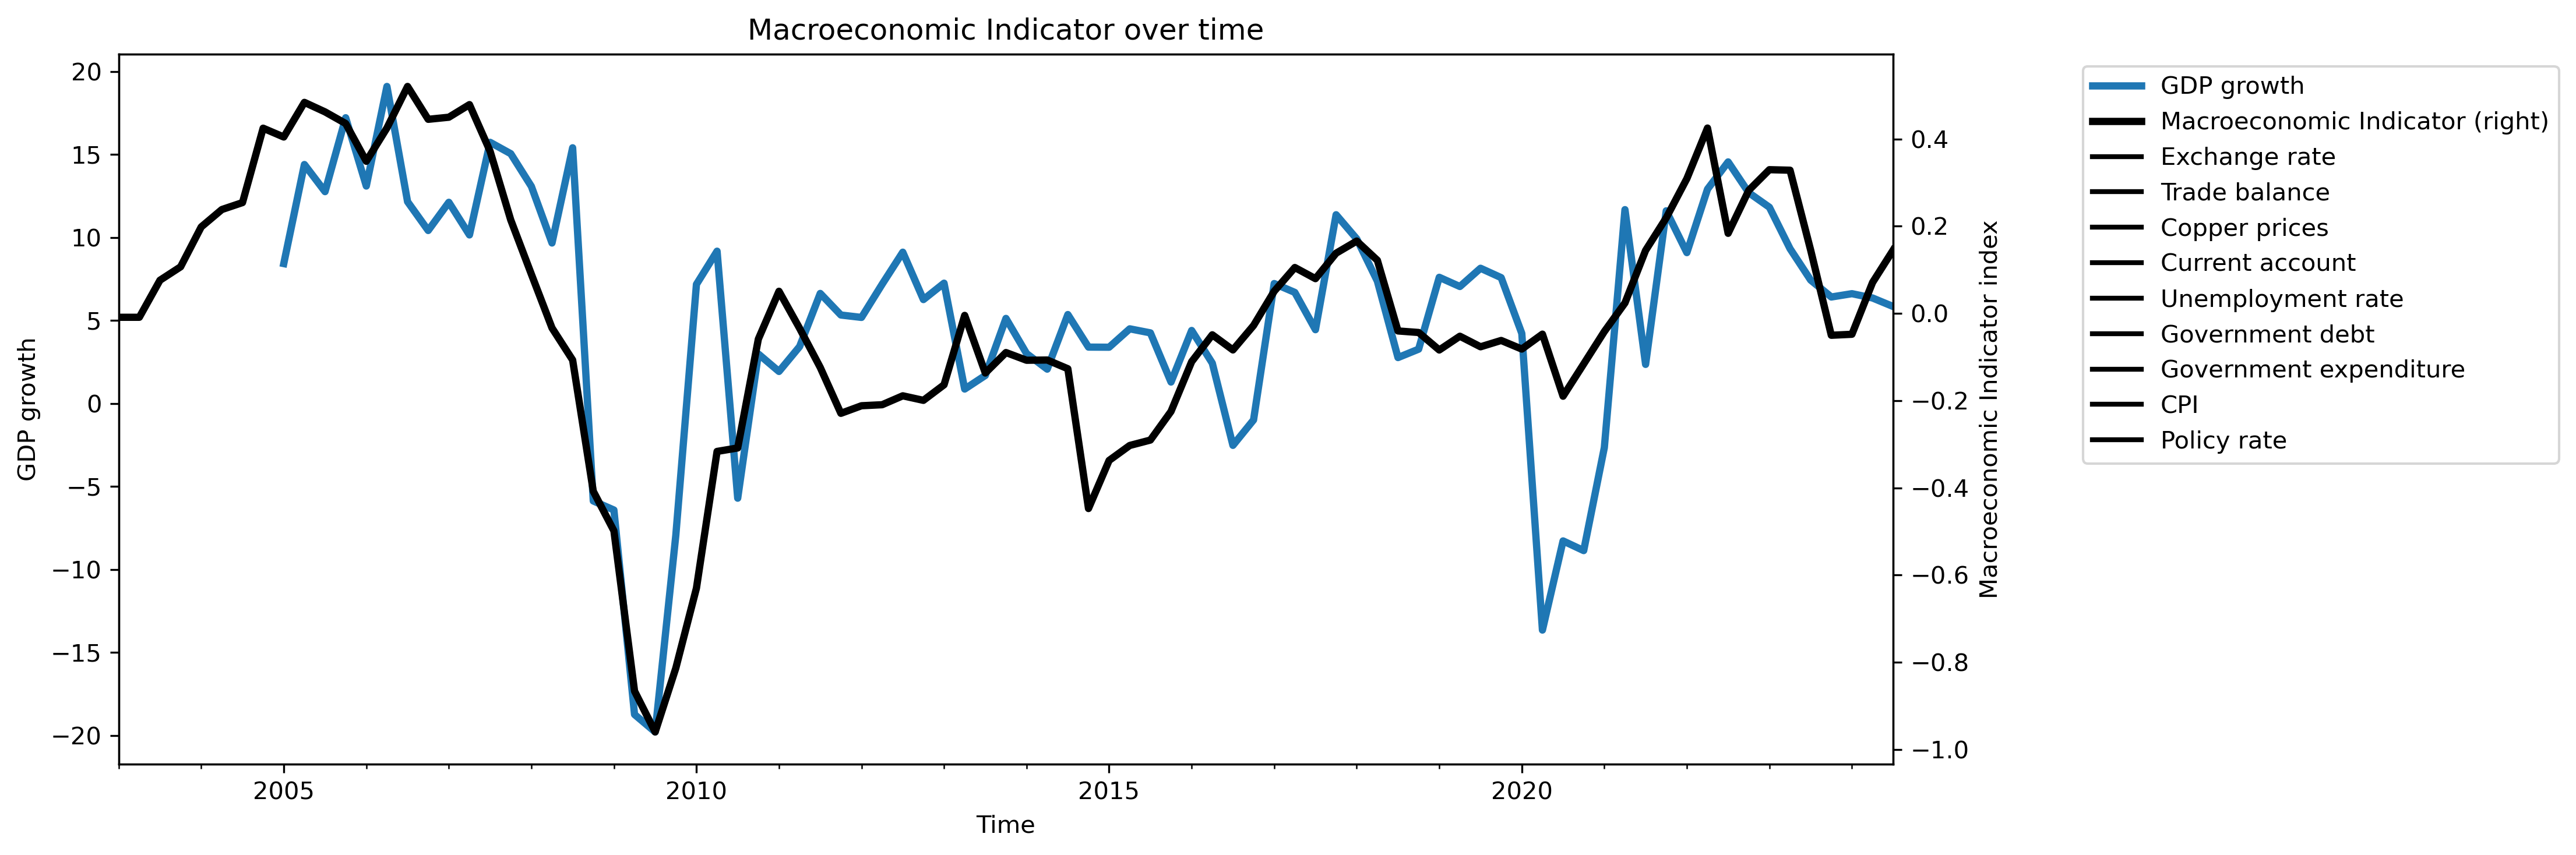 Macroeconomic Indicator over time
GDP growth
20
15
10
5
0
−5
−10
−15
−20
2005
2010
2015
2020
Time
0.4
0.2
0.0
−0.2
−0.4
−0.6
−0.8
−1.0
Macroeconomic Indicator index
GDP growth
Macroeconomic Indicator (right)
Exchange rate
Trade balance
Copper prices
Current account
Unemployment rate
Government debt
Government expenditure
CPI
Policy rate